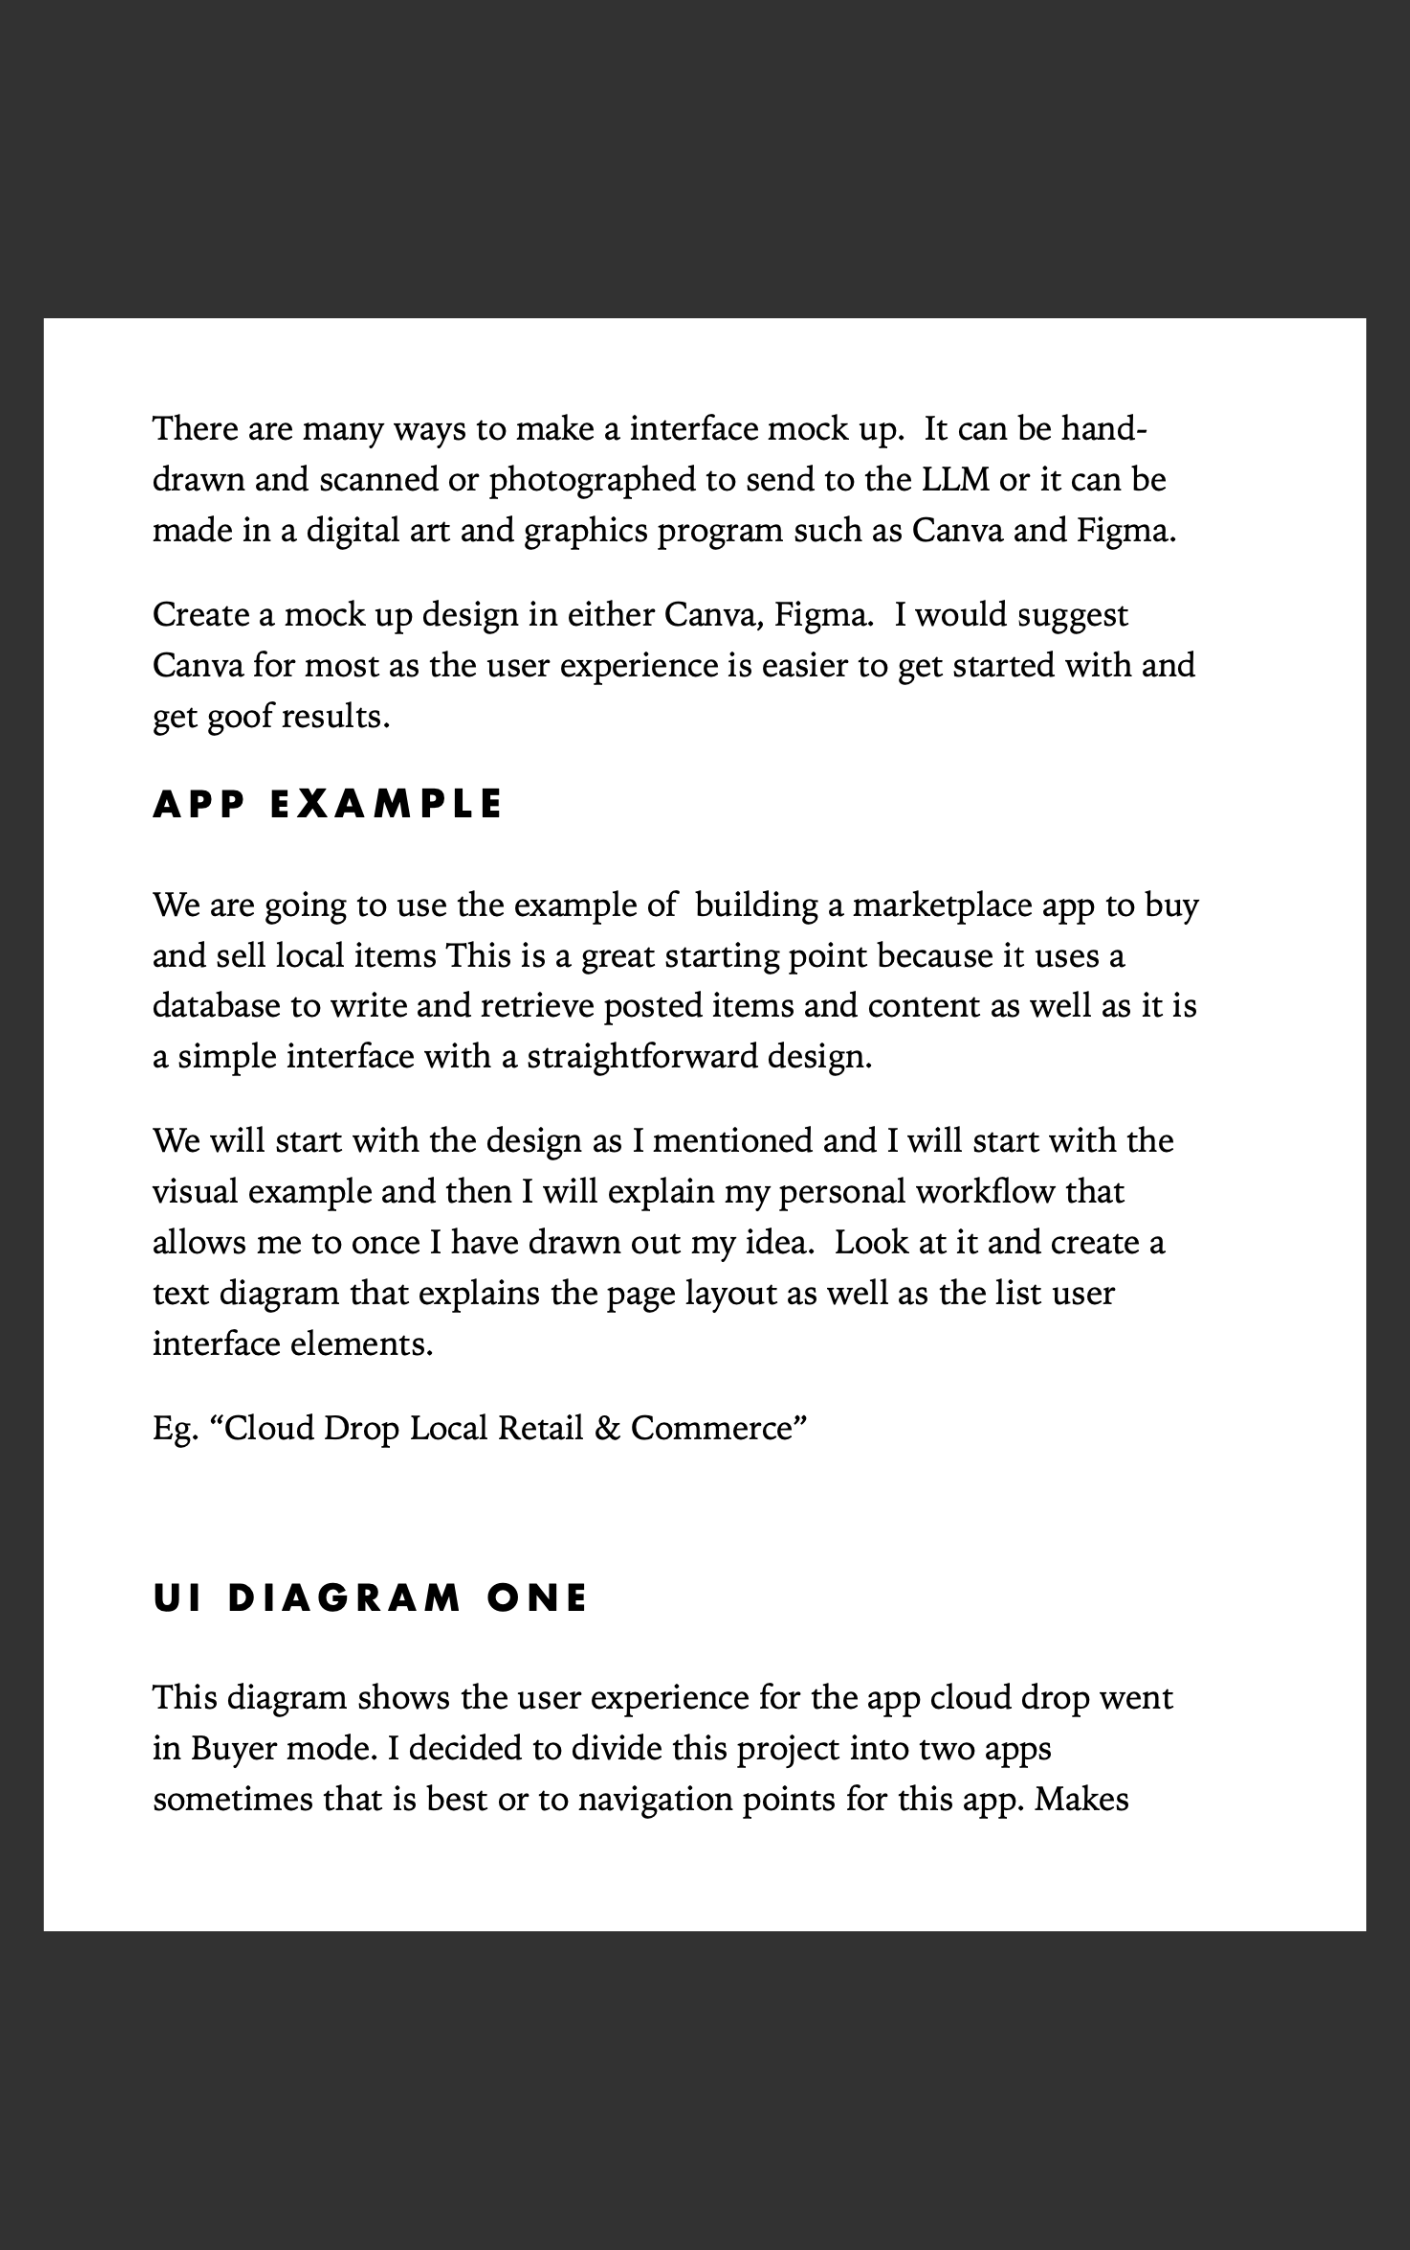 There are many ways to make a interface mock up.  It can be hand-
drawn and scanned or photographed to send to the LLM or it can be
made in a digital art and graphics program such as Canva and Figma.
Create a mock up design in either Canva, Figma.  I would suggest
Canva for most as the user experience is easier to get started with and
get goof results.
APP EXAMPLE
We are going to use the example of  building a marketplace app to buy
and sell local items This is a great starting point because it uses a
database to write and retrieve posted items and content as well as it is
a simple interface with a straightforward design.
We will start with the design as I mentioned and I will start with the
visual example and then I will explain my personal workflow that
allows me to once I have drawn out my idea.  Look at it and create a
text diagram that explains the page layout as well as the list user
interface elements.
Eg. “Cloud Drop Local Retail & Commerce”
UI DIAGRAM ONE
This diagram shows the user experience for the app cloud drop went
in Buyer mode. I decided to divide this project into two apps
sometimes that is best or to navigation points for this app. Makes